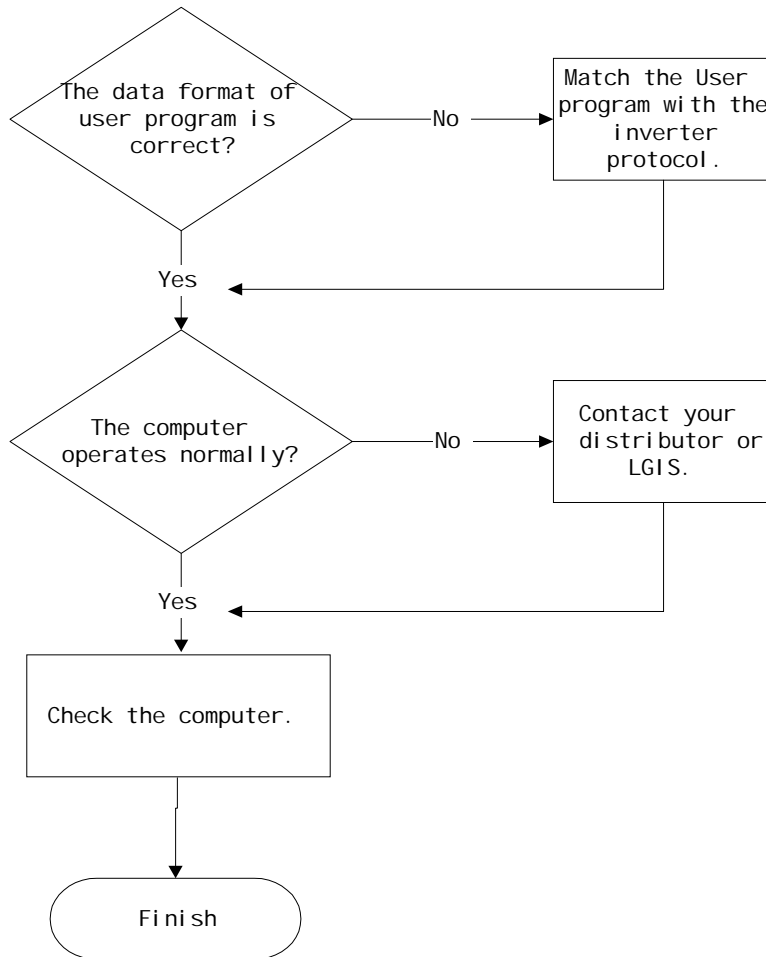 The data format of
user program is
correct?
No
Match the User
program with the
inverter
protocol.
Yes
The computer
operates normally?
No
Contact your
distributor or
LGIS.
Yes
Check the computer.
Finish